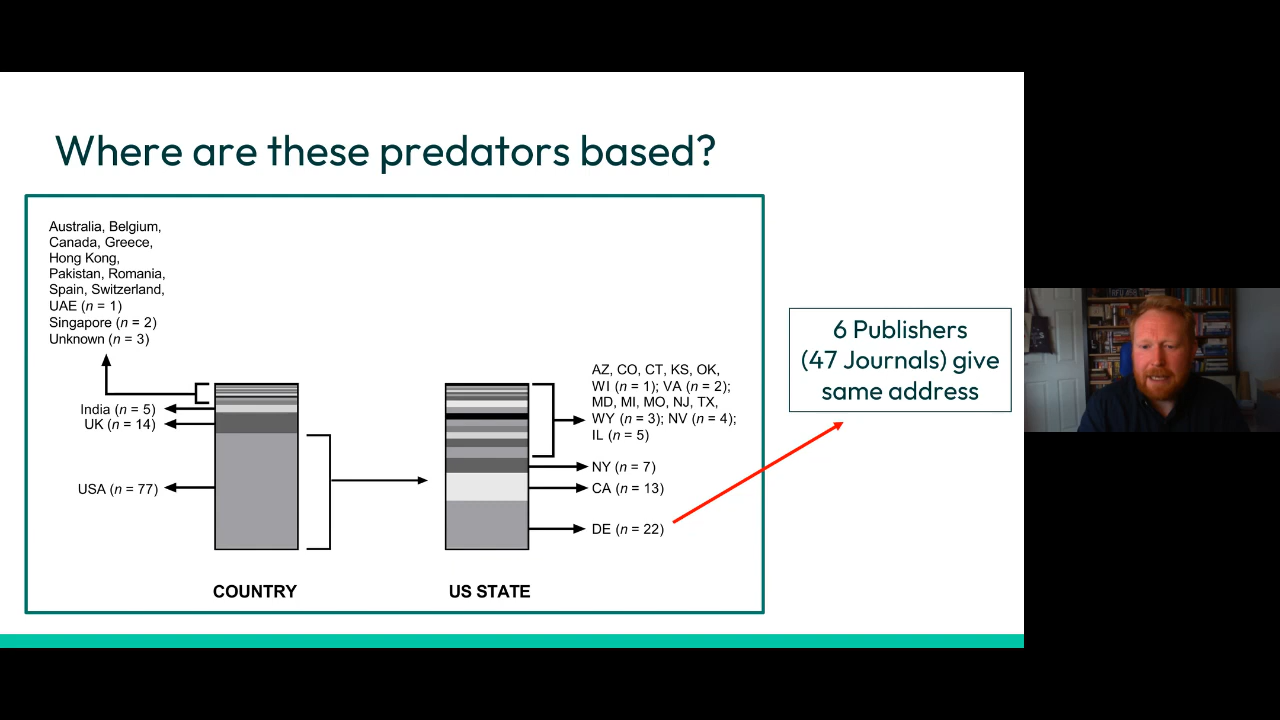 Where are these predators based?
Australia, Belgium,
Canada, Greece,
Hong Kong,
Pakistan, Romania,
Spain, Switzerland,
UAE (n = 1)
Singapore (n = 2)
Unknown (n = 3)
India (n = 5)
UK (n = 14)
USA (n = 77)
COUNTRY
AZ, CO, CT, KS, OK,
WI (n = 1); VA (n = 2);
MD, MI, MO, NJ, TX,
WY (n = 3); NV (n = 4);
IL (n = 5)
NY (n = 7)
CA (n = 13)
DE (n = 22)
US STATE
6 Publishers
(47 Journals) give
same address